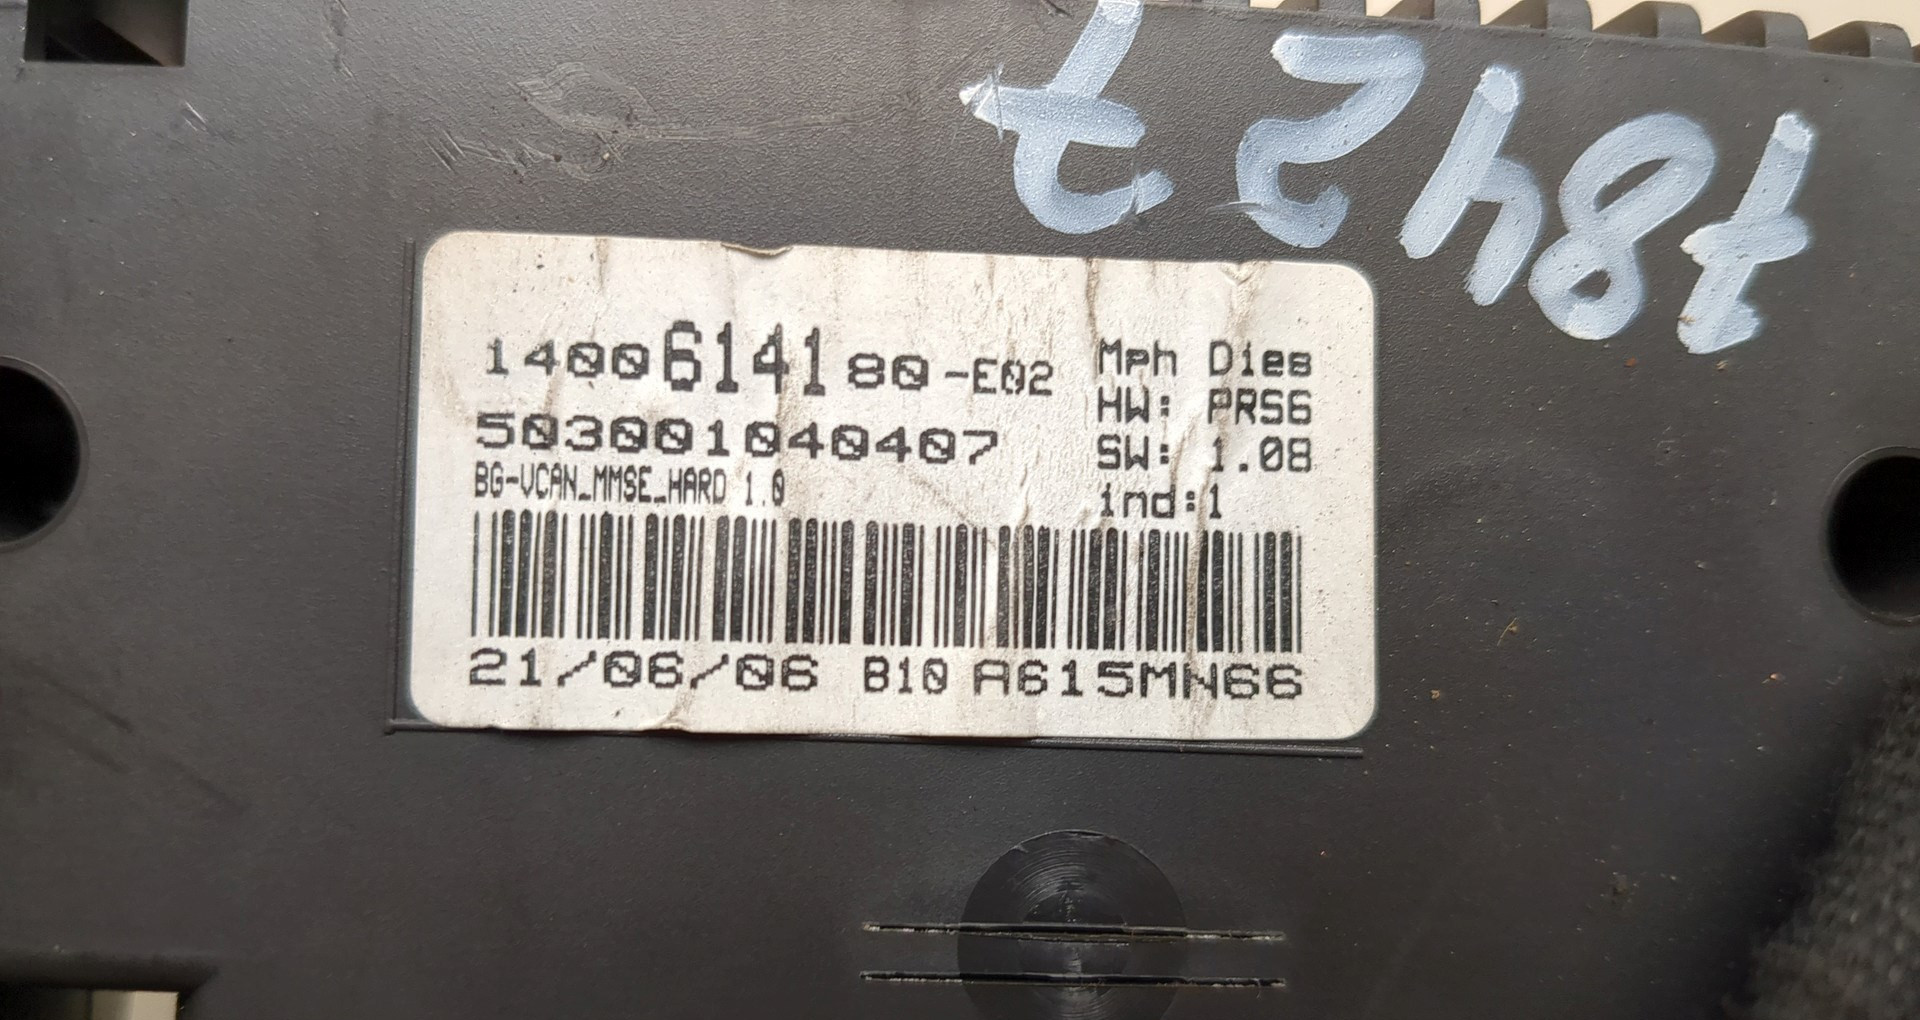 78427
1400614180-E02
503001040407
BG-VCAN_MMSE_HARD 1.0
Mph Dies
HW: PRS6
SW: 1.08
ind:1
21/06/06 B10 A615MN66